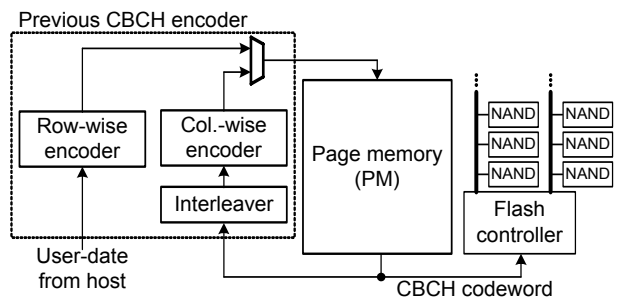 Previous CBCH encoder
Row-wise
encoder
Col.-wise
encoder
Interleaver
User-date
from host
Page memory
(PM)
NAND
NAND
NAND
NAND
NAND
NAND
Flash
controller
CBCH codeword